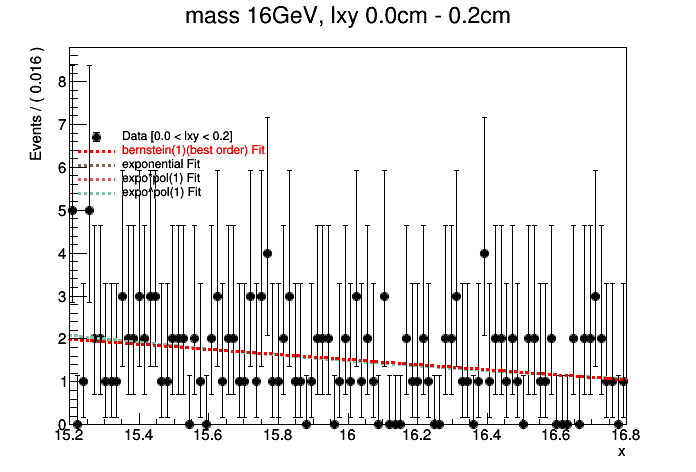 mass 16GeV, lxy 0.0cm - 0.2cm
Events / ( 0.016 )
8
7
6
5
4
3
2
1
0
Data [0.0 < lxy < 0.2]
bernstein(1)(best order) Fit
exponential Fit
expo*pol(1) Fit
expo^pol(1) Fit
15.2 15.4 15.6 15.8 16 16.2 16.4 16.6 16.8
x